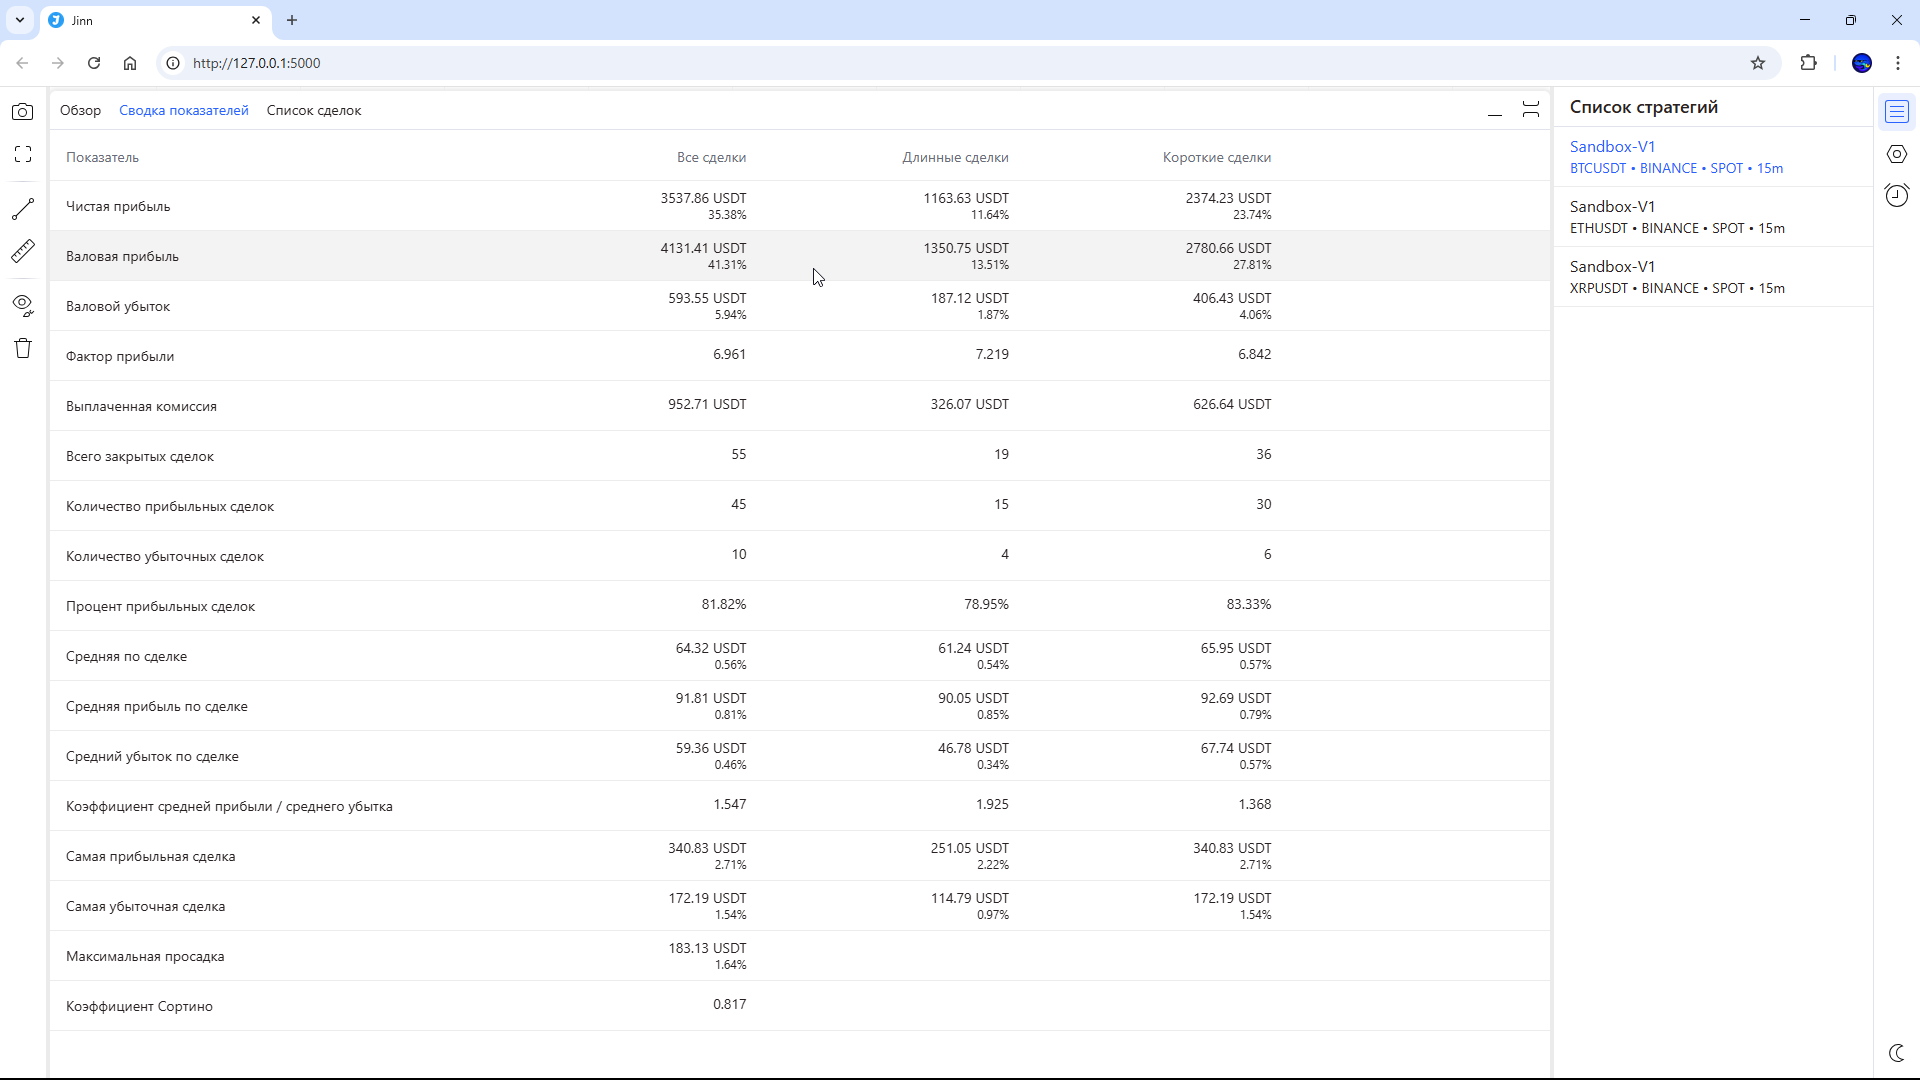 Jinn
http://127.0.0.1:5000
Обзор Сводка показателей Список сделок
Показатель Все сделки Длинные сделки Короткие сделки
Чистая прибыль 3537.86 USDT 1163.63 USDT 2374.23 USDT
35.38% 11.64% 23.74%
Валовая прибыль 4131.41 USDT 1350.75 USDT 2780.66 USDT
41.31% 13.51% 27.81%
Валовой убыток 593.55 USDT 187.12 USDT 406.43 USDT
5.94% 1.87% 4.06%
Фактор прибыли 6.961 7.219 6.842
Выплаченная комиссия 952.71 USDT 326.07 USDT 626.64 USDT
Всего закрытых сделок 55 19 36
Количество прибыльных сделок 45 15 30
Количество убыточных сделок 10 4 6
Процент прибыльных сделок 81.82% 78.95% 83.33%
Средняя по сделке 64.32 USDT 61.24 USDT 65.95 USDT
0.56% 0.54% 0.57%
Средняя прибыль по сделке 91.81 USDT 90.05 USDT 92.69 USDT
0.81% 0.85% 0.79%
Средний убыток по сделке 59.36 USDT 46.78 USDT 67.74 USDT
0.46% 0.34% 0.57%
Коэффициент средней прибыли / среднего убытка 1.547 1.925 1.368
Самая прибыльная сделка 340.83 USDT 251.05 USDT 340.83 USDT
2.71% 2.22% 2.71%
Самая убыточная сделка 172.19 USDT 114.79 USDT 172.19 USDT
1.54% 0.97% 1.54%
Максимальная просадка 183.13 USDT
1.64%
Коэффициент Сортино 0.817
Список стратегий
Sandbox-V1
BTCUSDT • BINANCE • SPOT • 15m
Sandbox-V1
ETHUSDT • BINANCE • SPOT • 15m
Sandbox-V1
XRPUSDT • BINANCE • SPOT • 15m